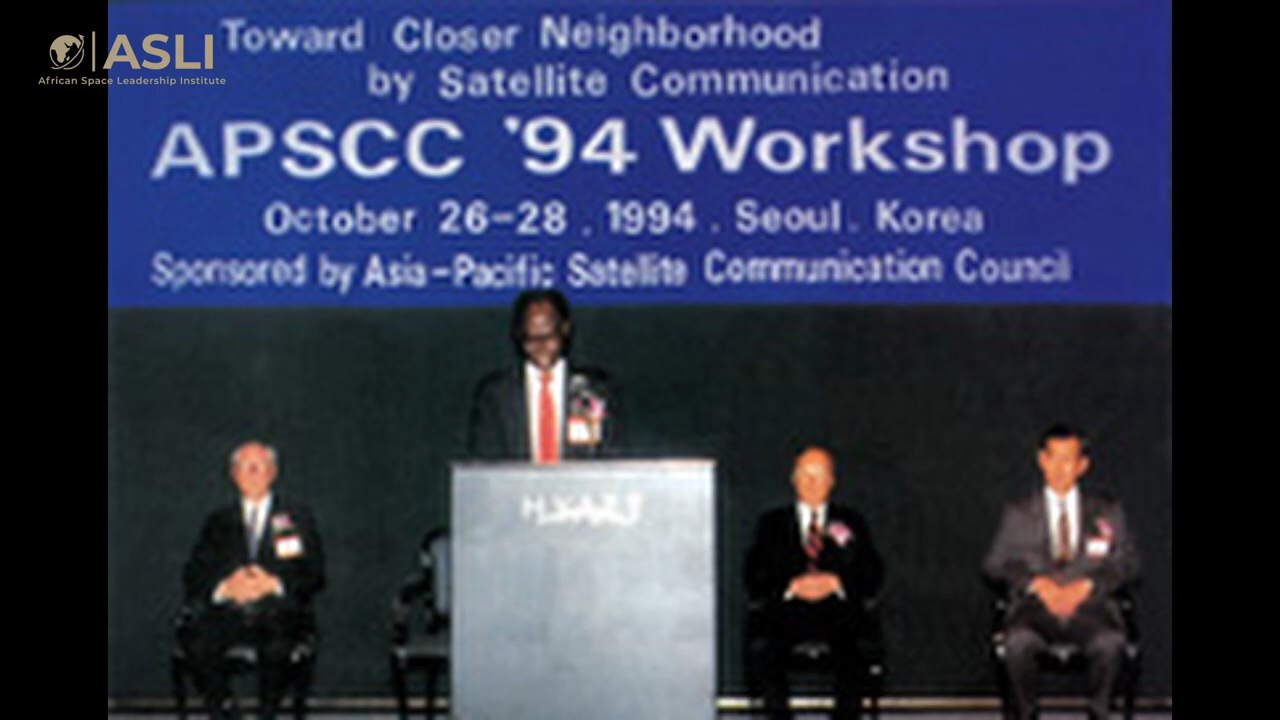 ASLI
African Space Leadership Institute
Toward Closer Neighborhood
by Satellite Communication
APSCC '94 Workshop
October 26-28 . 1994 . Seoul . Korea
Sponsored by Asia-Pacific Satellite Communication Council
HYATT